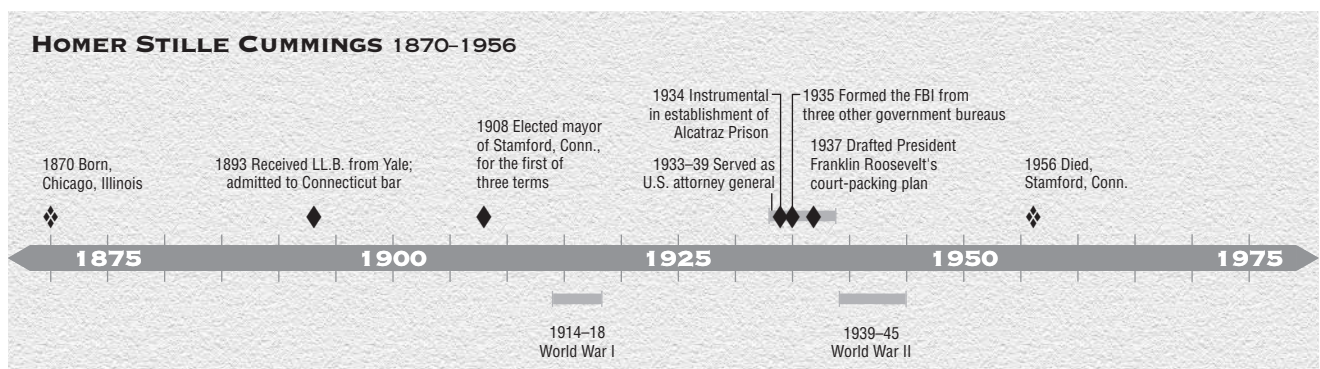 HOMER STILLE CUMMINGS 1870–1956
1870 Born,
Chicago, Illinois
1893 Received LL.B. from Yale;
admitted to Connecticut bar
1908 Elected mayor
of Stamford, Conn.,
for the first of
three terms
1934 Instrumental
in establishment of
Alcatraz Prison
1933–39 Served as
U.S. attorney general
1935 Formed the FBI from
three other government bureaus
1937 Drafted President
Franklin Roosevelt's
court-packing plan
1956 Died,
Stamford, Conn.
1875 1900 1925 1950 1975
1914–18
World War I
1939–45
World War II